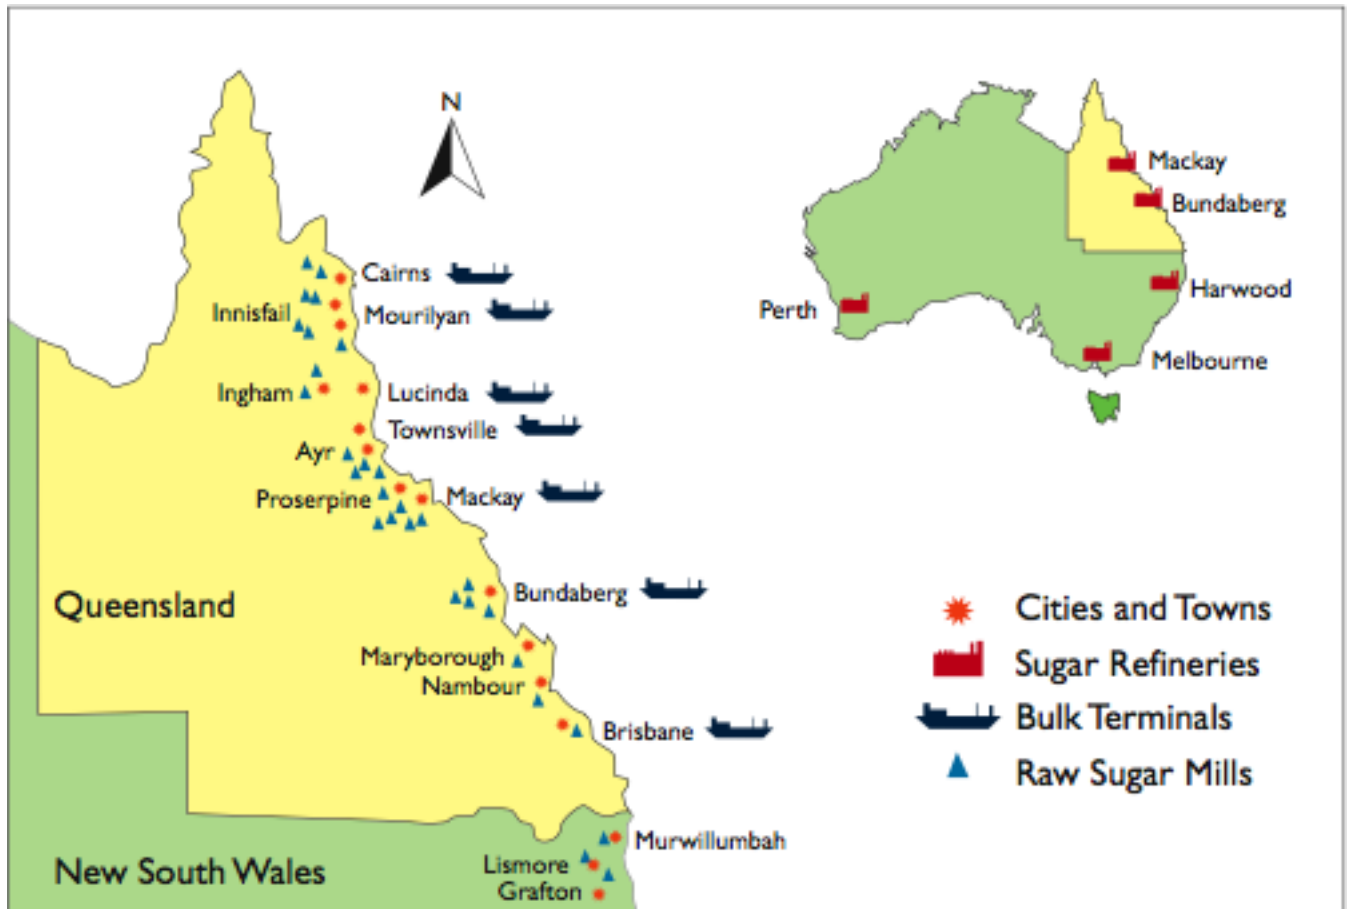 N
Cairns
Innisfail
Mourilyan
Ingham
Lucinda
Townsville
Ayr
Proserpine
Mackay
Queensland
Bundaberg
Maryborough
Nambour
Brisbane
Murwillumbah
New South Wales
Lismore
Grafton
Mackay
Bundaberg
Harwood
Perth
Melbourne
Cities and Towns
Sugar Refineries
Bulk Terminals
Raw Sugar Mills